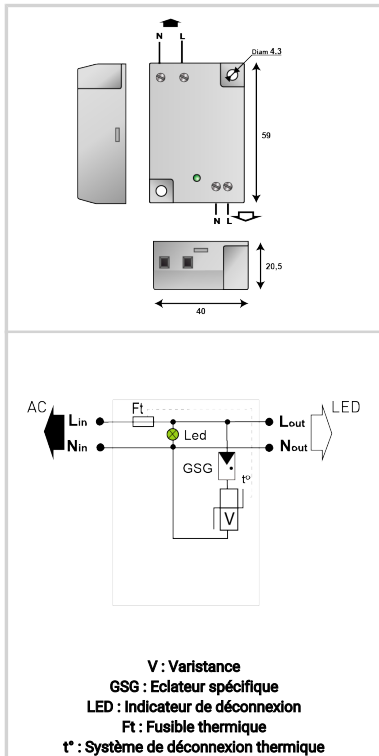 N L
Diam 4.3
59
N L
20,5
40
AC
LED
Lin
Ft
Lout
Led
Nin
Nout
GSG
t°
V
V : Varistance
GSG : Eclateur spécifique
LED : Indicateur de déconnexion
Ft : Fusible thermique
t° : Système de déconnexion thermique